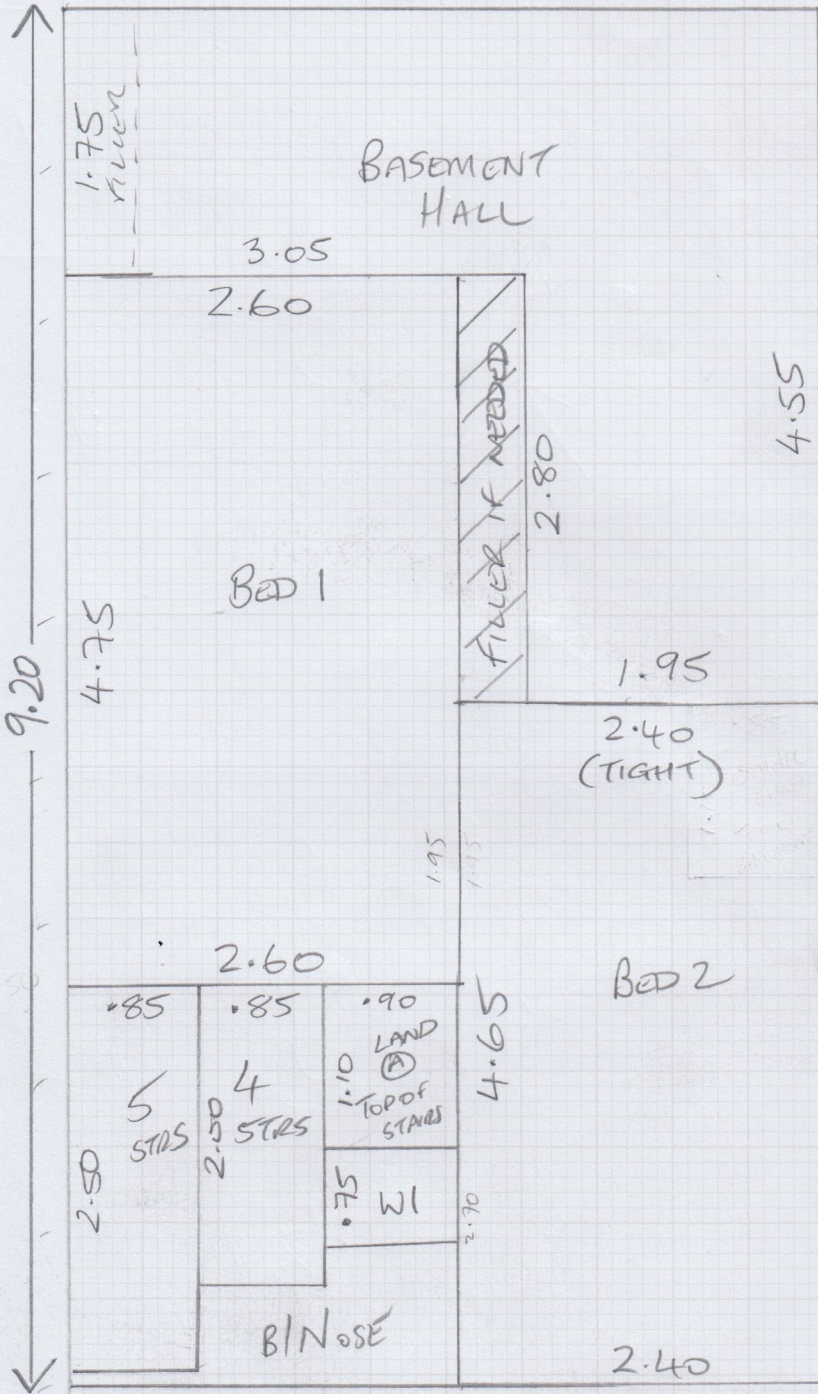 1.75
FILLER
BASEMENT
HALL
3.05
2.60
FILLER IF NEEDED
2.80
4.55
9.20
4.75
BED 1
1.95
2.40
(TIGHT)
1.95
1.95
2.60
BED 2
.85
.85
.90
LAND
A
TOP OF
STAIRS
1.10
4.65
5
STRS
4
STRS
2.50
2.00
.75
W1
2.70
B/NOSE
2.40